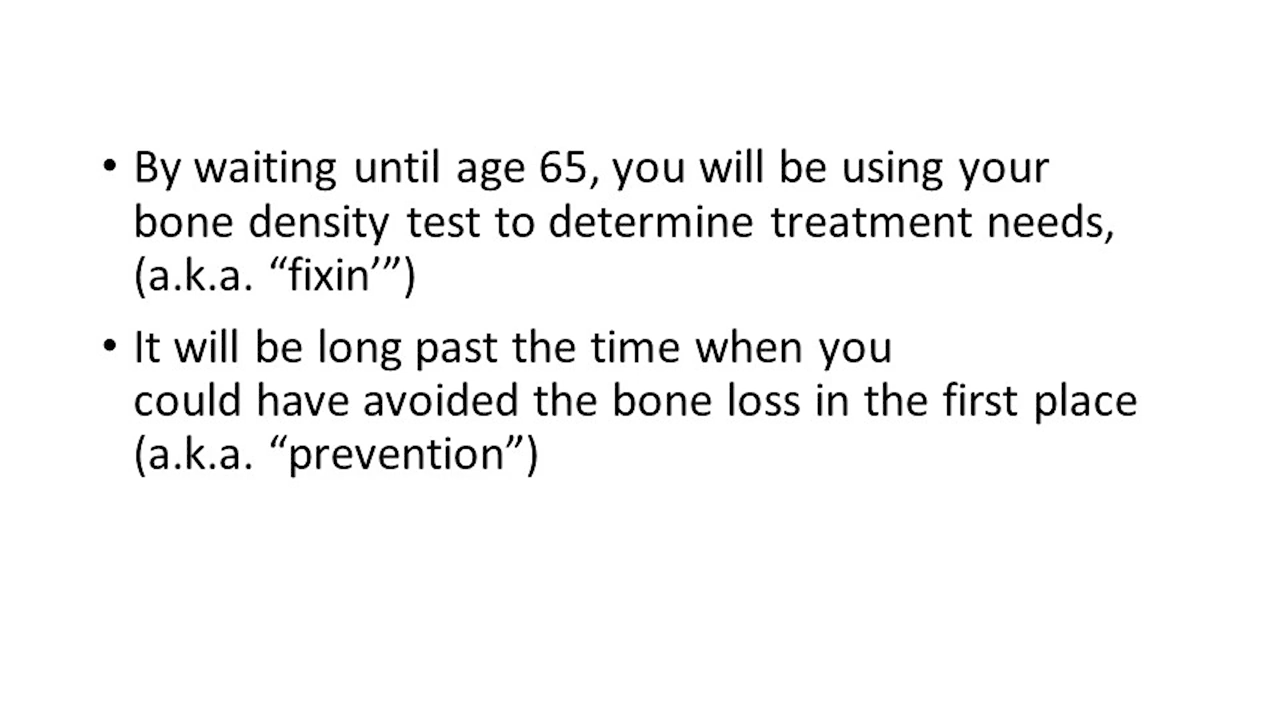 • By waiting until age 65, you will be using your
bone density test to determine treatment needs,
(a.k.a. “fixin’”)
• It will be long past the time when you
could have avoided the bone loss in the first place
(a.k.a. “prevention”)